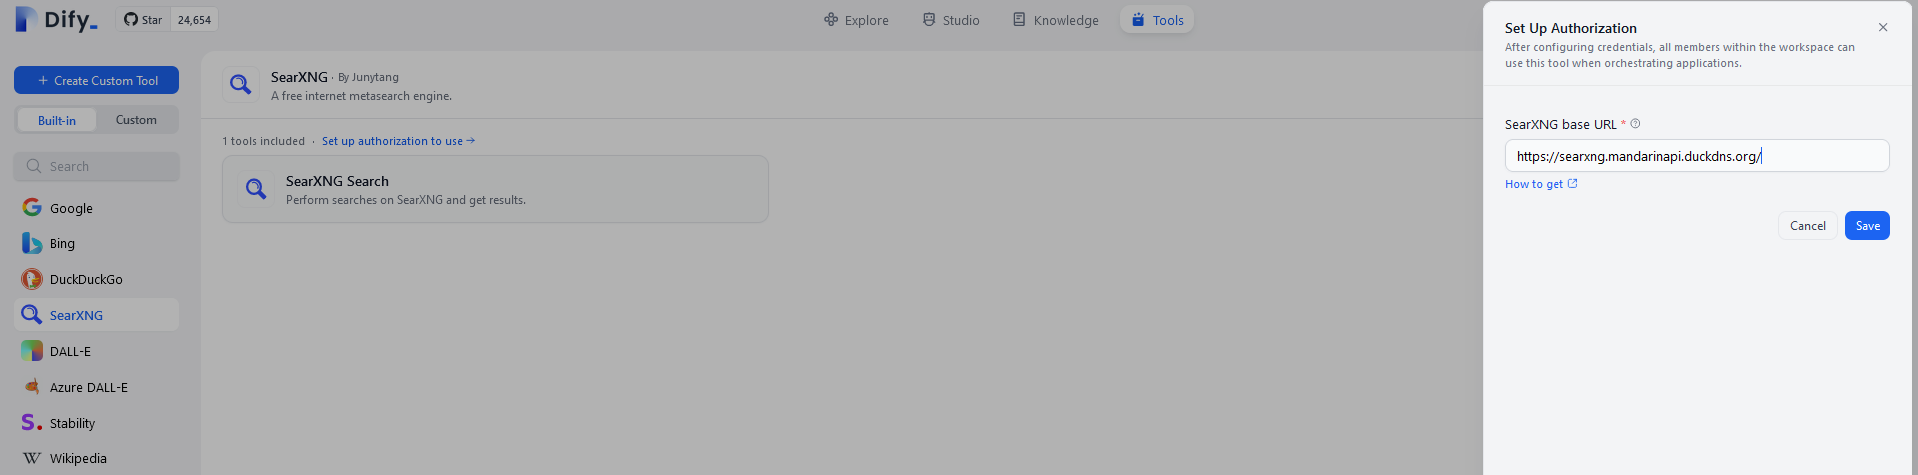 Dify_
Star 24,654
Explore
Studio
Knowledge
Tools
+ Create Custom Tool
Built-in
Custom
Search
Google
Bing
DuckDuckGo
SearXNG
DALL-E
Azure DALL-E
Stability
Wikipedia
SearXNG · By Junytang
A free internet metasearch engine.
1 tools included · Set up authorization to use →
SearXNG Search
Perform searches on SearXNG and get results.
Set Up Authorization
After configuring credentials, all members within the workspace can
use this tool when orchestrating applications.
SearXNG base URL *
https://searxng.mandarinapi.duckdns.org/
How to get
Cancel
Save